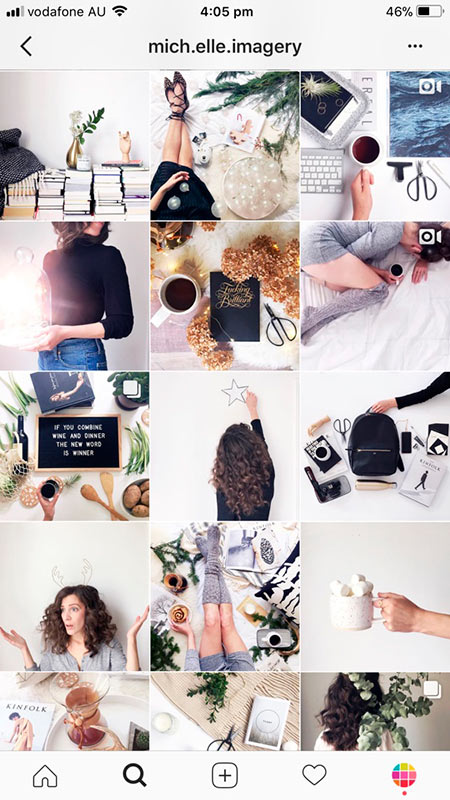 vodafone AU
4:05 pm
46%
mich.elle.imagery
Fucking
Brilliant
IF YOU COMBINE
WINE AND DINNER
THE NEW WORD
IS WINNER
KINFOLK
KINFOLK